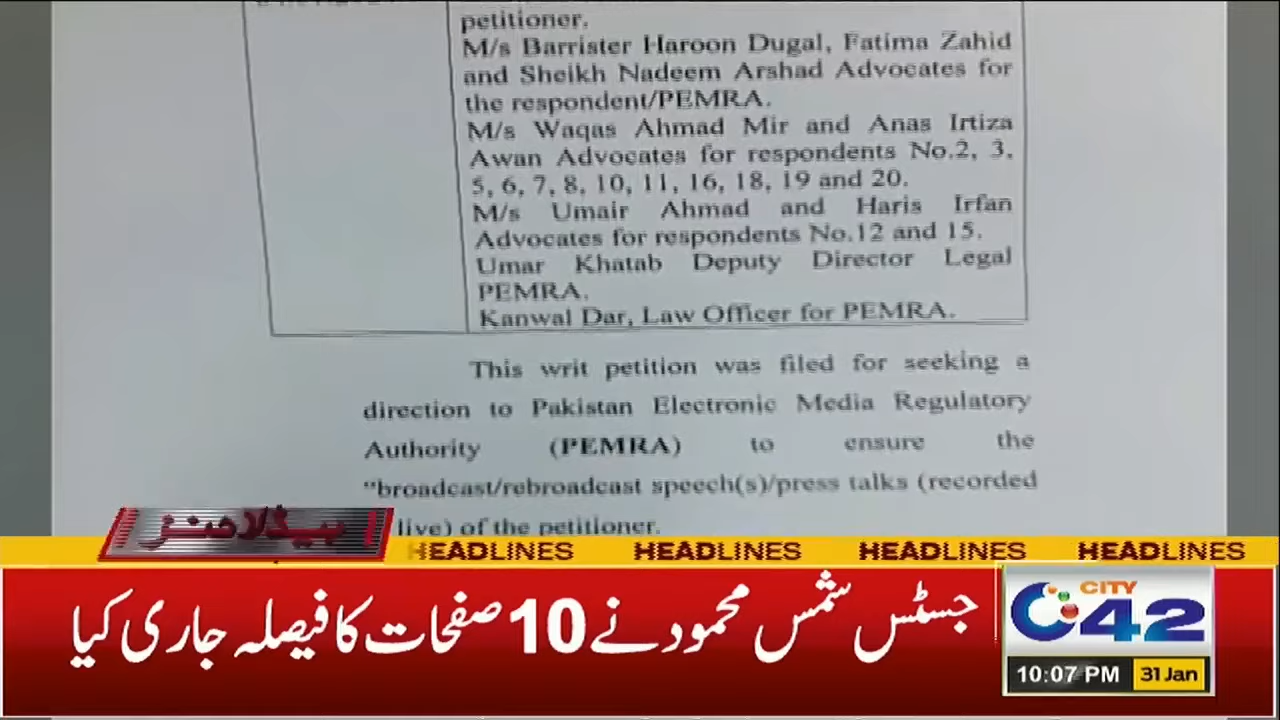 petitioner.
M/s Barrister Haroon Dugal, Fatima Zahid
and Sheikh Nadeem Arshad Advocates for
the respondent/PEMRA.
M/s Waqas Ahmad Mir and Anas Irtiza
Awan Advocates for respondents No.2, 3,
5, 6, 7, 8, 10, 11, 16, 18, 19 and 20.
M/s Umair Ahmad and Haris Irfan
Advocates for respondents No.12 and 15.
Umar Khatab Deputy Director Legal
PEMRA.
Kanwal Dar, Law Officer for PEMRA.
This writ petition was filed for seeking a
direction to Pakistan Electronic Media Regulatory
Authority (PEMRA) to ensure the
“broadcast/rebroadcast speech(s)/press talks (recorded
live) of the petitioner.
ہیڈلائنز
HEADLINES HEADLINES HEADLINES HEADLINES
جسٹس شمس محمود نے 10 صفحات کا فیصلہ جاری کیا
CITY
42
10:07 PM 31 Jan